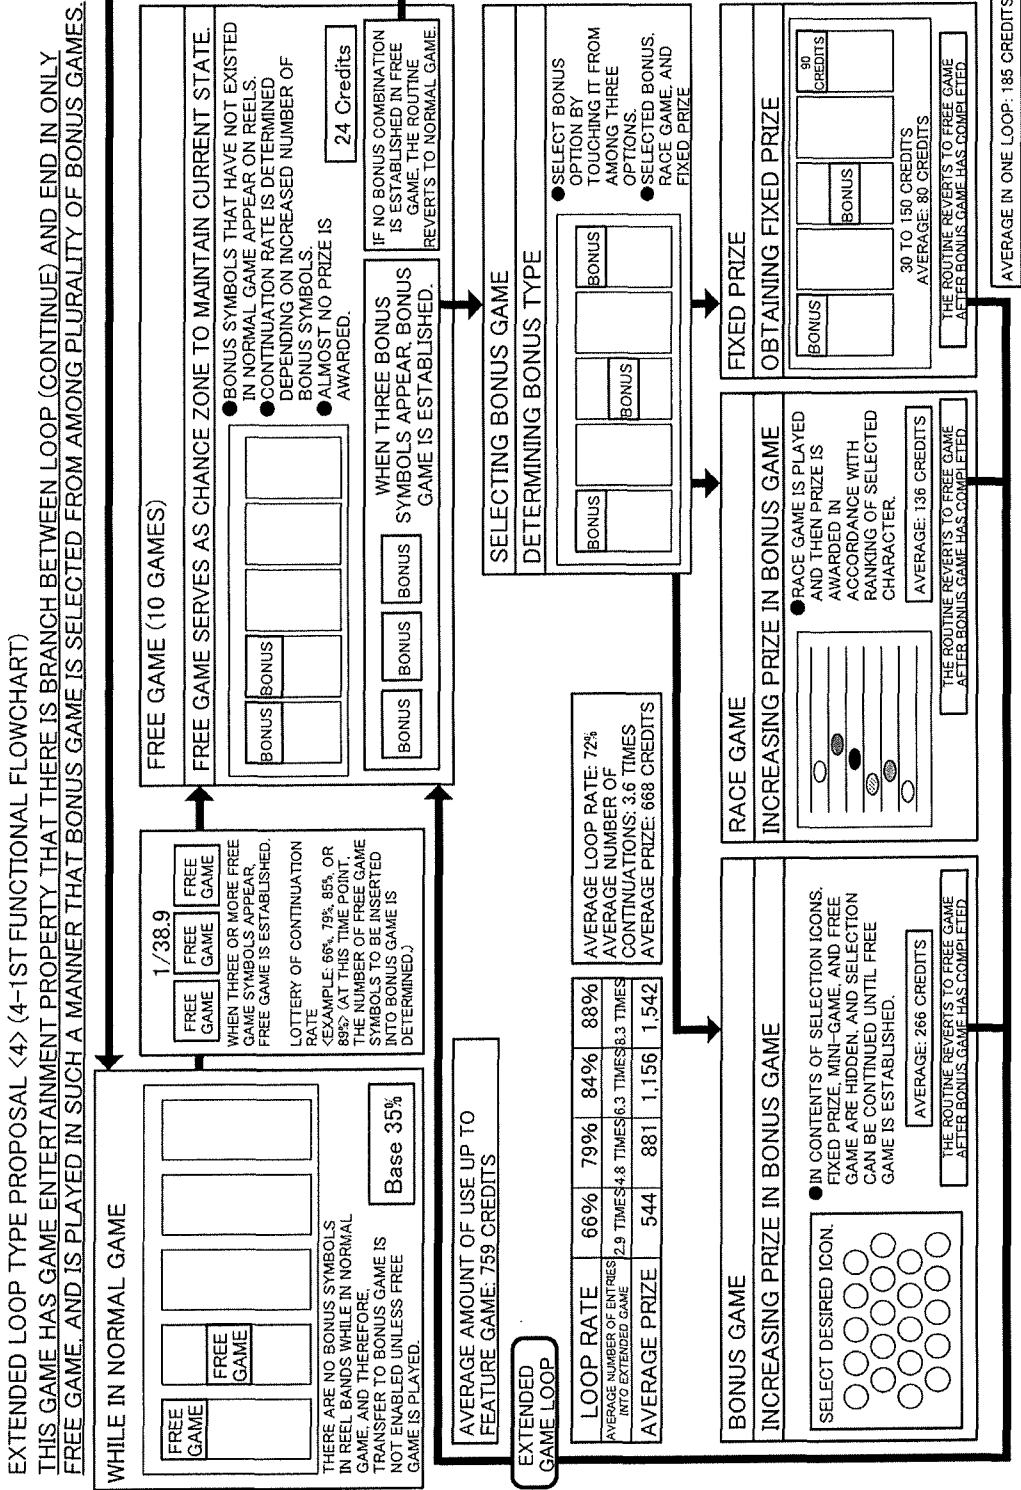 EXTENDED LOOP TYPE PROPOSAL <4> (4-1ST FUNCTIONAL FLOWCHART)
THIS GAME HAS GAME ENTERTAINMENT PROPERTY THAT THERE IS BRANCH BETWEEN LOOP (CONTINUE) AND END IN ONLY
FREE GAME, AND IS PLAYED IN SUCH A MANNER THAT BONUS GAME IS SELECTED FROM AMONG PLURALITY OF BONUS GAMES.
WHILE IN NORMAL GAME
FREE
GAME
FREE
GAME
THERE ARE NO BONUS SYMBOLS
IN REEL BANDS WHILE IN NORMAL
GAME, AND THEREFORE,
TRANSFER TO BONUS GAME IS
NOT ENABLED UNLESS FREE
GAME IS PLAYED.
Base 35%
1/38.9
FREE
GAME
FREE
GAME
FREE
GAME
WHEN THREE OR MORE FREE
GAME SYMBOLS APPEAR,
FREE GAME IS ESTABLISHED.
LOTTERY OF CONTINUATION
RATE
<EXAMPLE: 66%, 79%, 85%, OR
89%> (AT THIS TIME POINT,
THE NUMBER OF FREE GAME
SYMBOLS TO BE INSERTED
INTO BONUS GAME IS
DETERMINED.)
FREE GAME (10 GAMES)
FREE GAME SERVES AS CHANCE ZONE TO MAINTAIN CURRENT STATE.
BONUS
BONUS
●BONUS SYMBOLS THAT HAVE NOT EXISTED
IN NORMAL GAME APPEAR ON REELS.
●CONTINUATION RATE IS DETERMINED
DEPENDING ON INCREASED NUMBER OF
BONUS SYMBOLS.
●ALMOST NO PRIZE IS
AWARDED.
24 Credits
BONUS
BONUS
BONUS
WHEN THREE BONUS
SYMBOLS APPEAR, BONUS
GAME IS ESTABLISHED.
IF NO BONUS COMBINATION
IS ESTABLISHED IN FREE
GAME, THE ROUTINE
REVERTS TO NORMAL GAME.
AVERAGE AMOUNT OF USE UP TO
FEATURE GAME: 759 CREDITS
EXTENDED
GAME LOOP
LOOP RATE 66% 79% 84% 88%
AVERAGE NUMBER OF ENTRIES
INTO EXTENDED GAME 2.9 TIMES 4.8 TIMES 6.3 TIMES 8.3 TIMES
AVERAGE PRIZE 544 881 1,156 1,542
AVERAGE LOOP RATE: 72%
AVERAGE NUMBER OF
CONTINUATIONS: 3.6 TIMES
AVERAGE PRIZE: 668 CREDITS
SELECTING BONUS GAME
DETERMINING BONUS TYPE
BONUS
BONUS
BONUS
●SELECT BONUS
OPTION BY
TOUCHING IT FROM
AMONG THREE
OPTIONS.
●SELECTED BONUS.
RACE GAME, AND
FIXED PRIZE
BONUS GAME
INCREASING PRIZE IN BONUS GAME
SELECT DESIRED ICON.
●IN CONTENTS OF SELECTION ICONS.
FIXED PRIZE, MINI-GAME, AND FREE
GAME ARE HIDDEN, AND SELECTION
CAN BE CONTINUED UNTIL FREE
GAME IS ESTABLISHED.
AVERAGE: 266 CREDITS
THE ROUTINE REVERTS TO FREE GAME
AFTER BONUS GAME HAS COMPLETED
RACE GAME
INCREASING PRIZE IN BONUS GAME
●RACE GAME IS PLAYED
AND THEN PRIZE IS
AWARDED IN
ACCORDANCE WITH
RANKING OF SELECTED
CHARACTER.
AVERAGE: 136 CREDITS
THE ROUTINE REVERTS TO FREE GAME
AFTER BONUS GAME HAS COMPLETED
FIXED PRIZE
OBTAINING FIXED PRIZE
BONUS
BONUS
90
CREDITS
30 TO 150 CREDITS
AVERAGE: 80 CREDITS
THE ROUTINE REVERTS TO FREE GAME
AFTER BONUS GAME HAS COMPLETED
AVERAGE IN ONE LOOP: 185 CREDITS